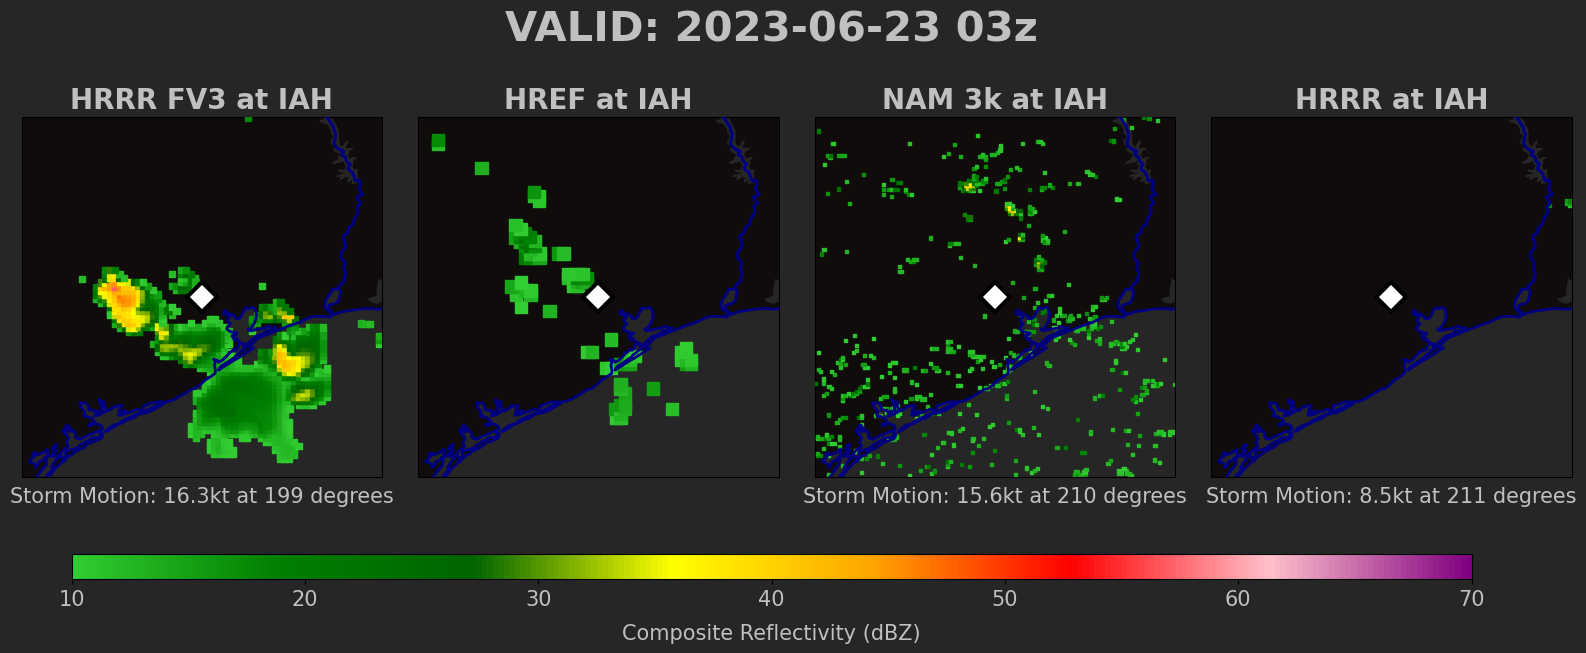 VALID: 2023-06-23 03z
HRRR FV3 at IAH
HREF at IAH
NAM 3k at IAH
HRRR at IAH
Storm Motion: 16.3kt at 199 degrees
Storm Motion: 15.6kt at 210 degrees
Storm Motion: 8.5kt at 211 degrees
10 20 30 40 50 60 70
Composite Reflectivity (dBZ)